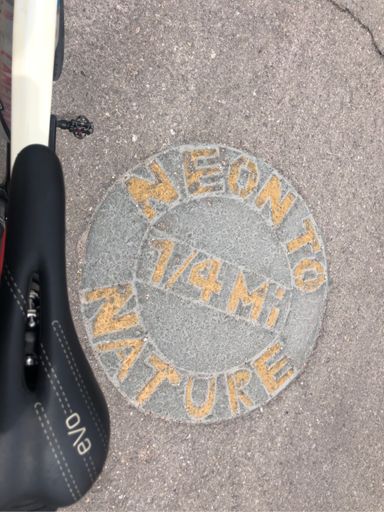 NEON TO
1/4 Mi
NATURE
evo